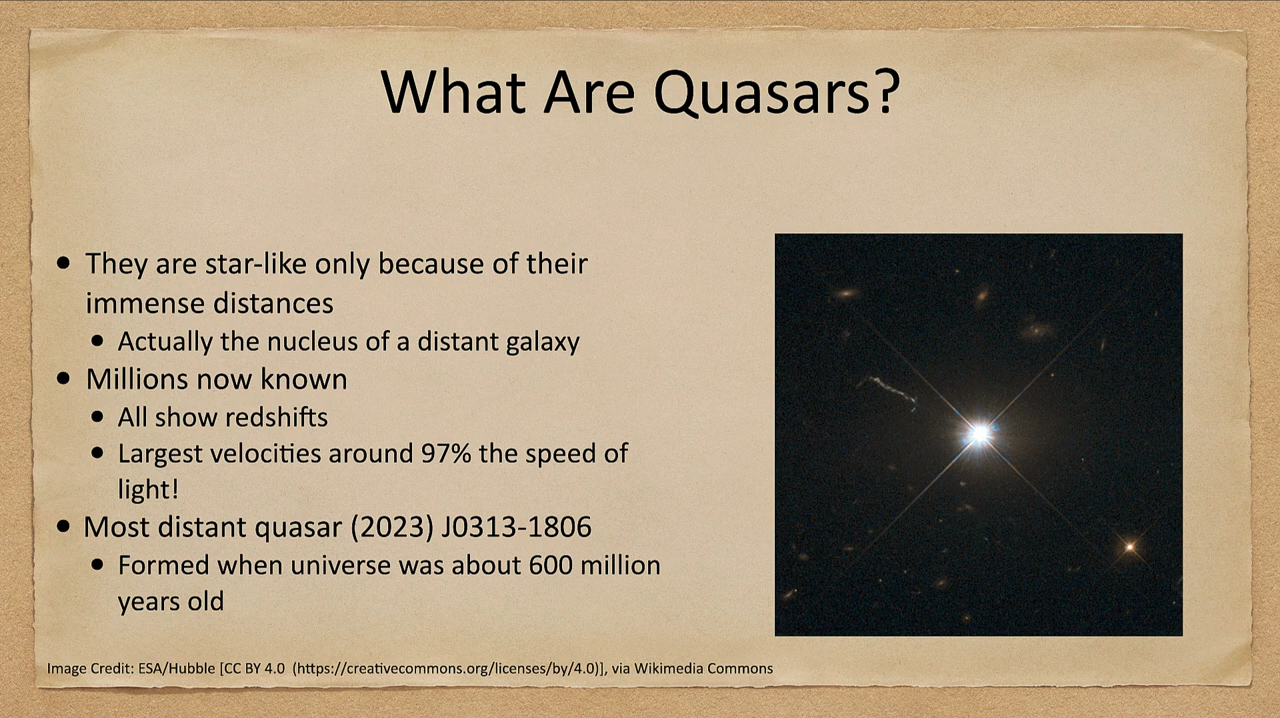 What Are Quasars?
• They are star-like only because of their
immense distances
• Actually the nucleus of a distant galaxy
• Millions now known
• All show redshifts
• Largest velocities around 97% the speed of
light!
• Most distant quasar (2023) J0313-1806
• Formed when universe was about 600 million
years old
Image Credit: ESA/Hubble [CC BY 4.0 (https://creativecommons.org/licenses/by/4.0)], via Wikimedia Commons